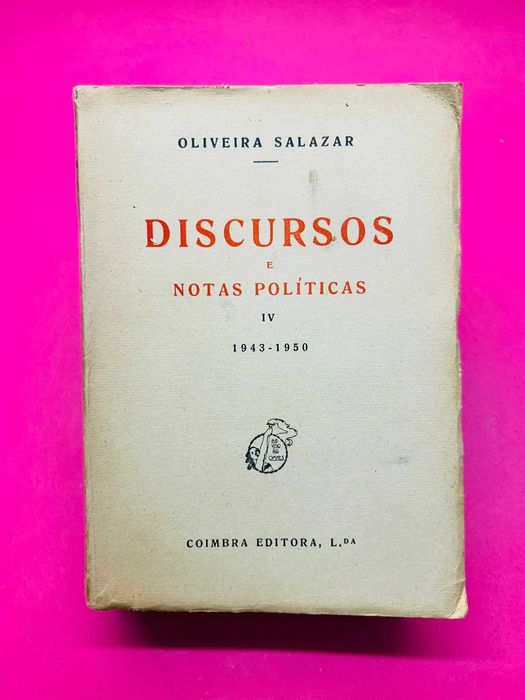 OLIVEIRA SALAZAR
DISCURSOS
E
NOTAS POLÍTICAS
IV
1943-1950
COIMBRA EDITORA, L.DA